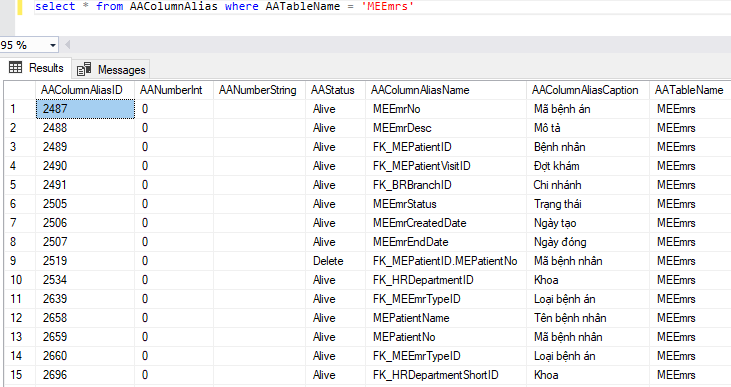 select * from AAColumnAlias where AATableName = 'MEEmrs'
95 %
Results Messages
AAColumnAliasID AANumberInt AANumberString AAStatus AAColumnAliasName AAColumnAliasCaption AATableName
1 2487 0 Alive MEEmrNo Mã bệnh án MEEmrs
2 2488 0 Alive MEEmrDesc Mô tả MEEmrs
3 2489 0 Alive FK_MEPatientID Bệnh nhân MEEmrs
4 2490 0 Alive FK_MEPatientVisitID Đợt khám MEEmrs
5 2491 0 Alive FK_BRBranchID Chi nhánh MEEmrs
6 2505 0 Alive MEEmrStatus Trạng thái MEEmrs
7 2506 0 Alive MEEmrCreatedDate Ngày tạo MEEmrs
8 2507 0 Alive MEEmrEndDate Ngày đóng MEEmrs
9 2519 0 Delete FK_MEPatientID.MEPatientNo Mã bệnh nhân MEEmrs
10 2534 0 Alive FK_HRDepartmentID Khoa MEEmrs
11 2639 0 Alive FK_MEEmrTypeID Loại bệnh án MEEmrs
12 2658 0 Alive MEPatientName Tên bệnh nhân MEEmrs
13 2659 0 Alive MEPatientNo Mã bệnh nhân MEEmrs
14 2660 0 Alive FK_MEEmrTypeID Loại bệnh án MEEmrs
15 2696 0 Alive FK_HRDepartmentShortID Khoa MEEmrs